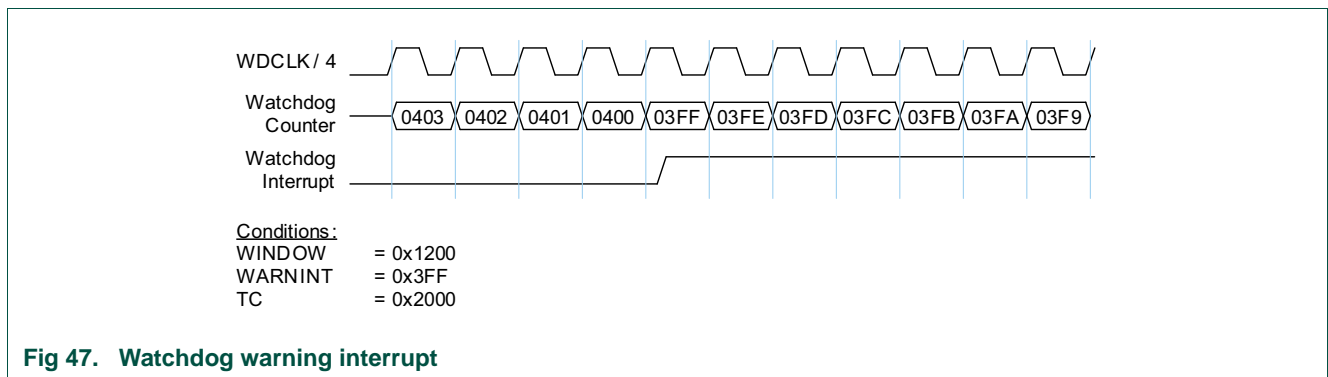 WDCLK / 4
Watchdog
Counter
0403 0402 0401 0400 03FF 03FE 03FD 03FC 03FB 03FA 03F9
Watchdog
Interrupt
Conditions:
WINDOW = 0x1200
WARNINT = 0x3FF
TC = 0x2000
Fig 47. Watchdog warning interrupt